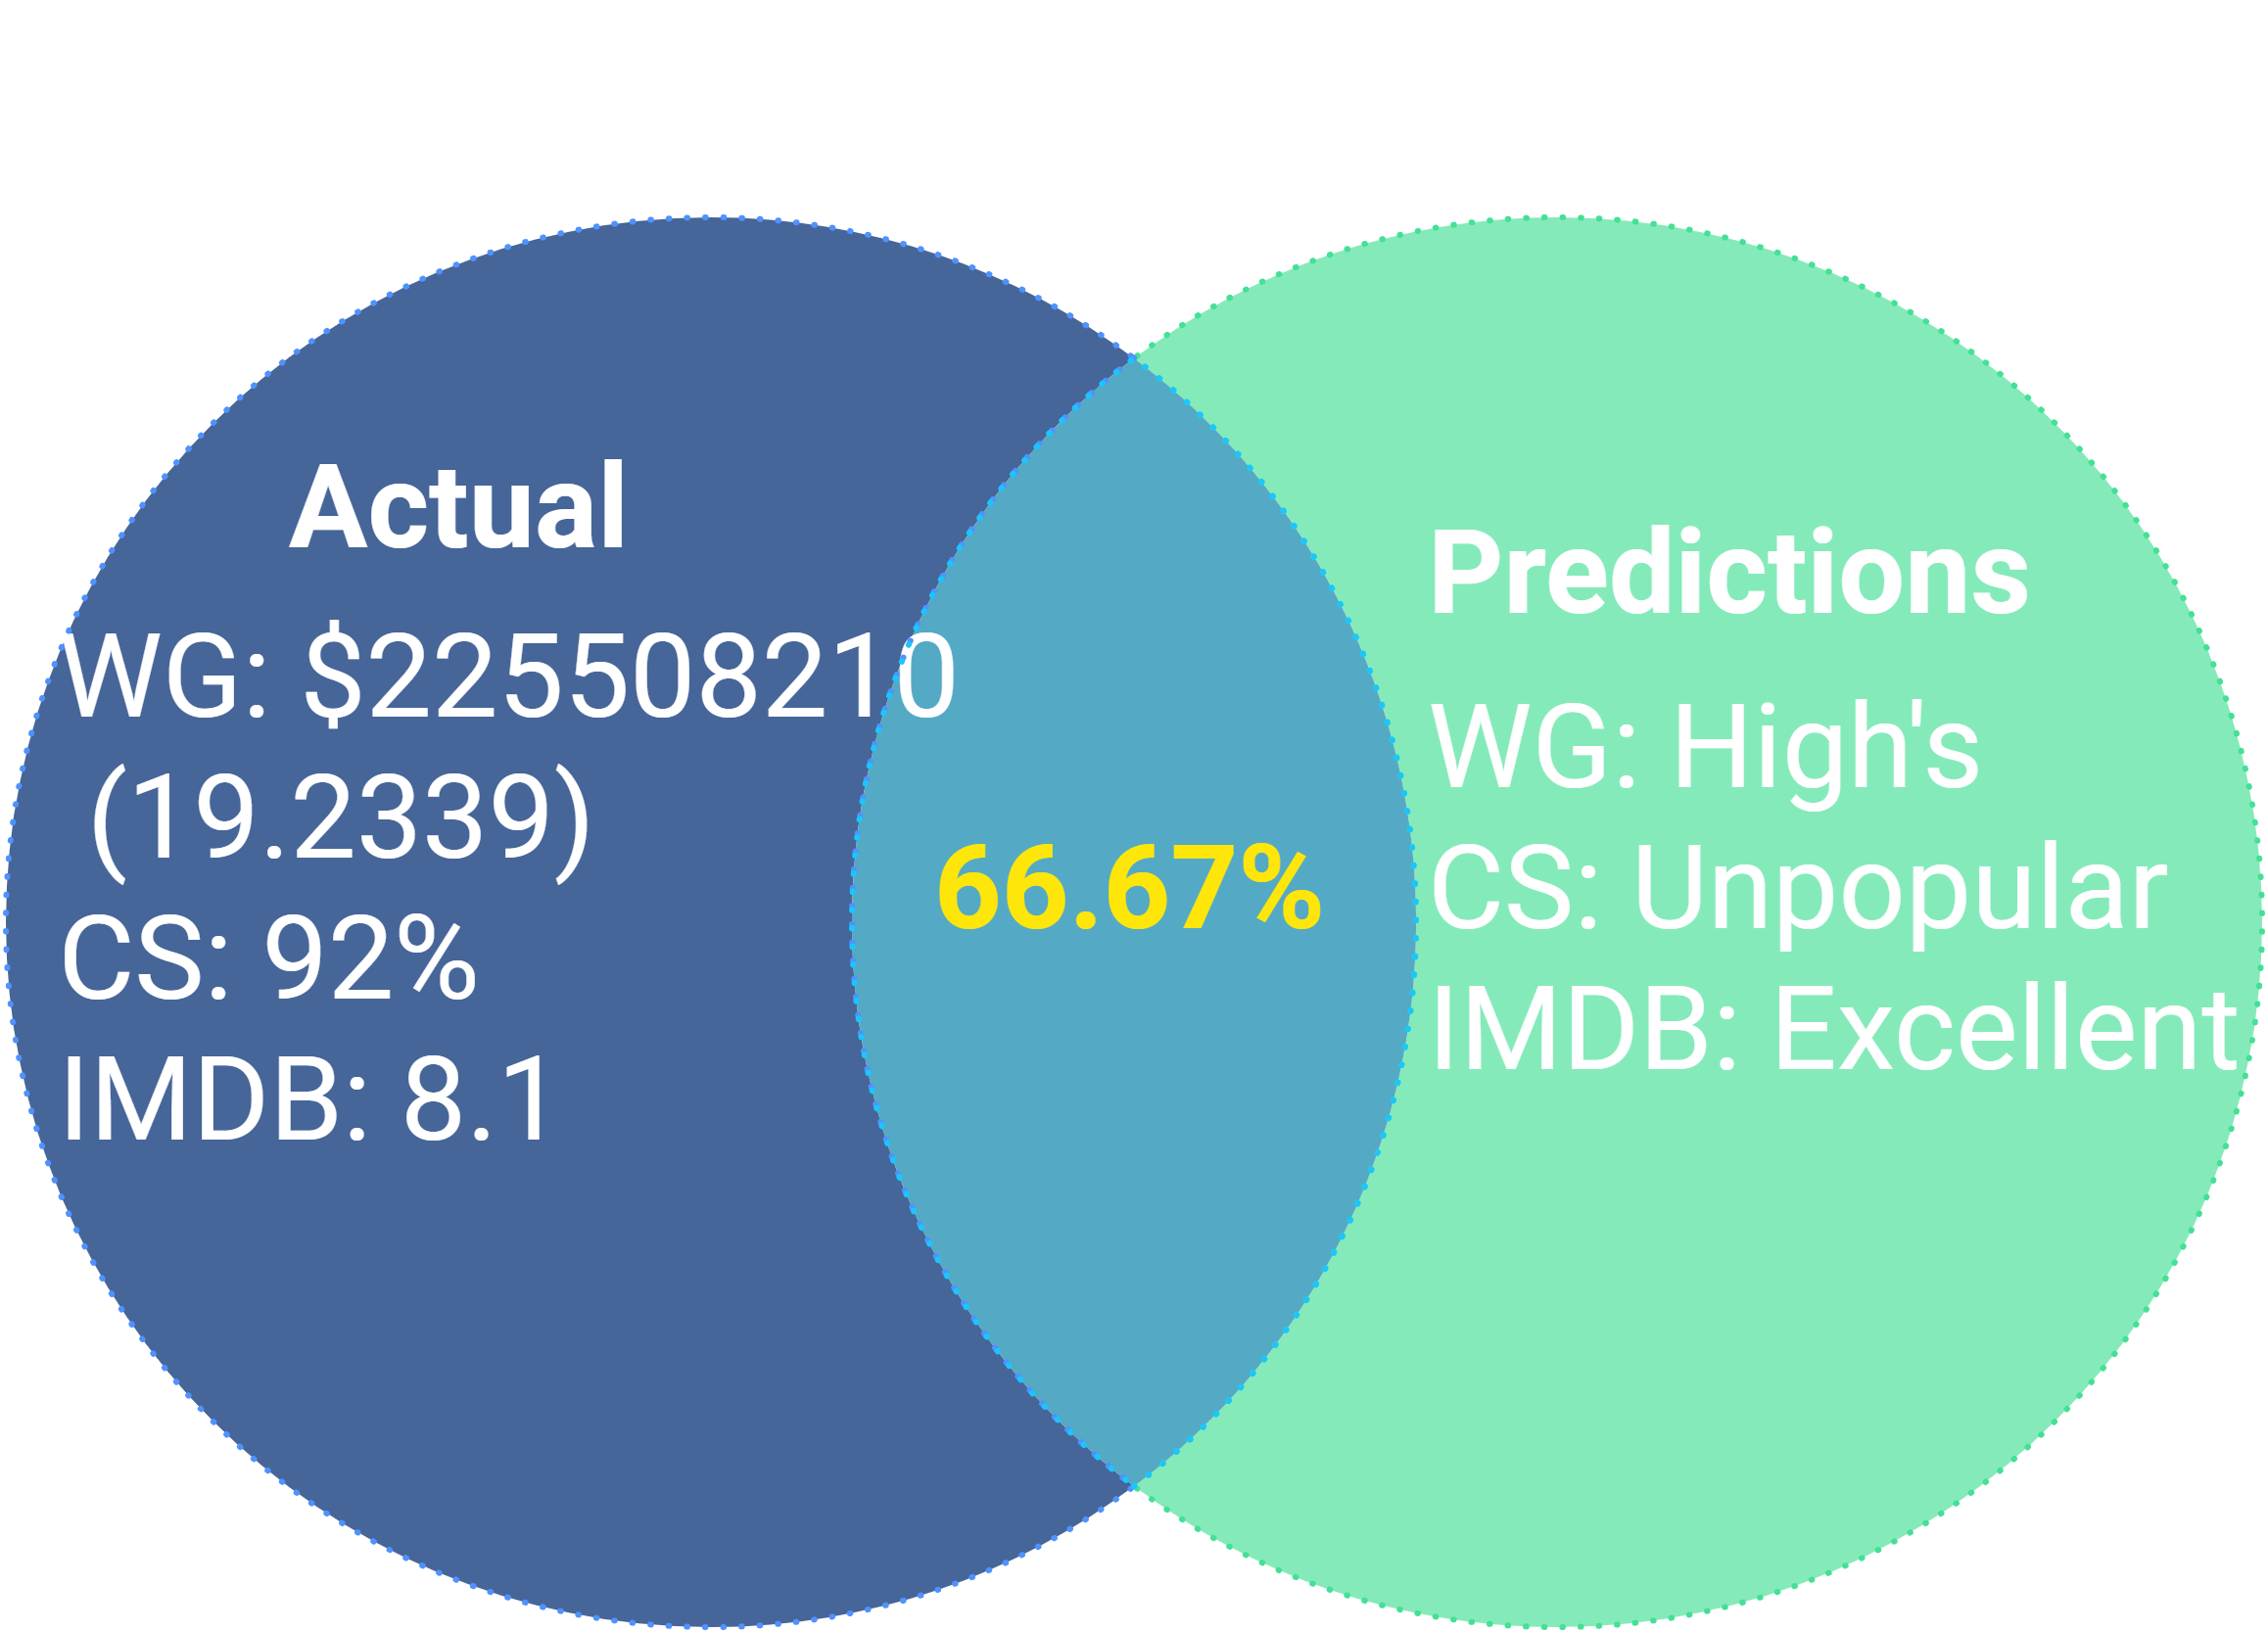 Actual
WG: $225508210
(19.2339)
CS: 92%
IMDB: 8.1
66.67%
Predictions
WG: High's
CS: Unpopular
IMDB: Excellent